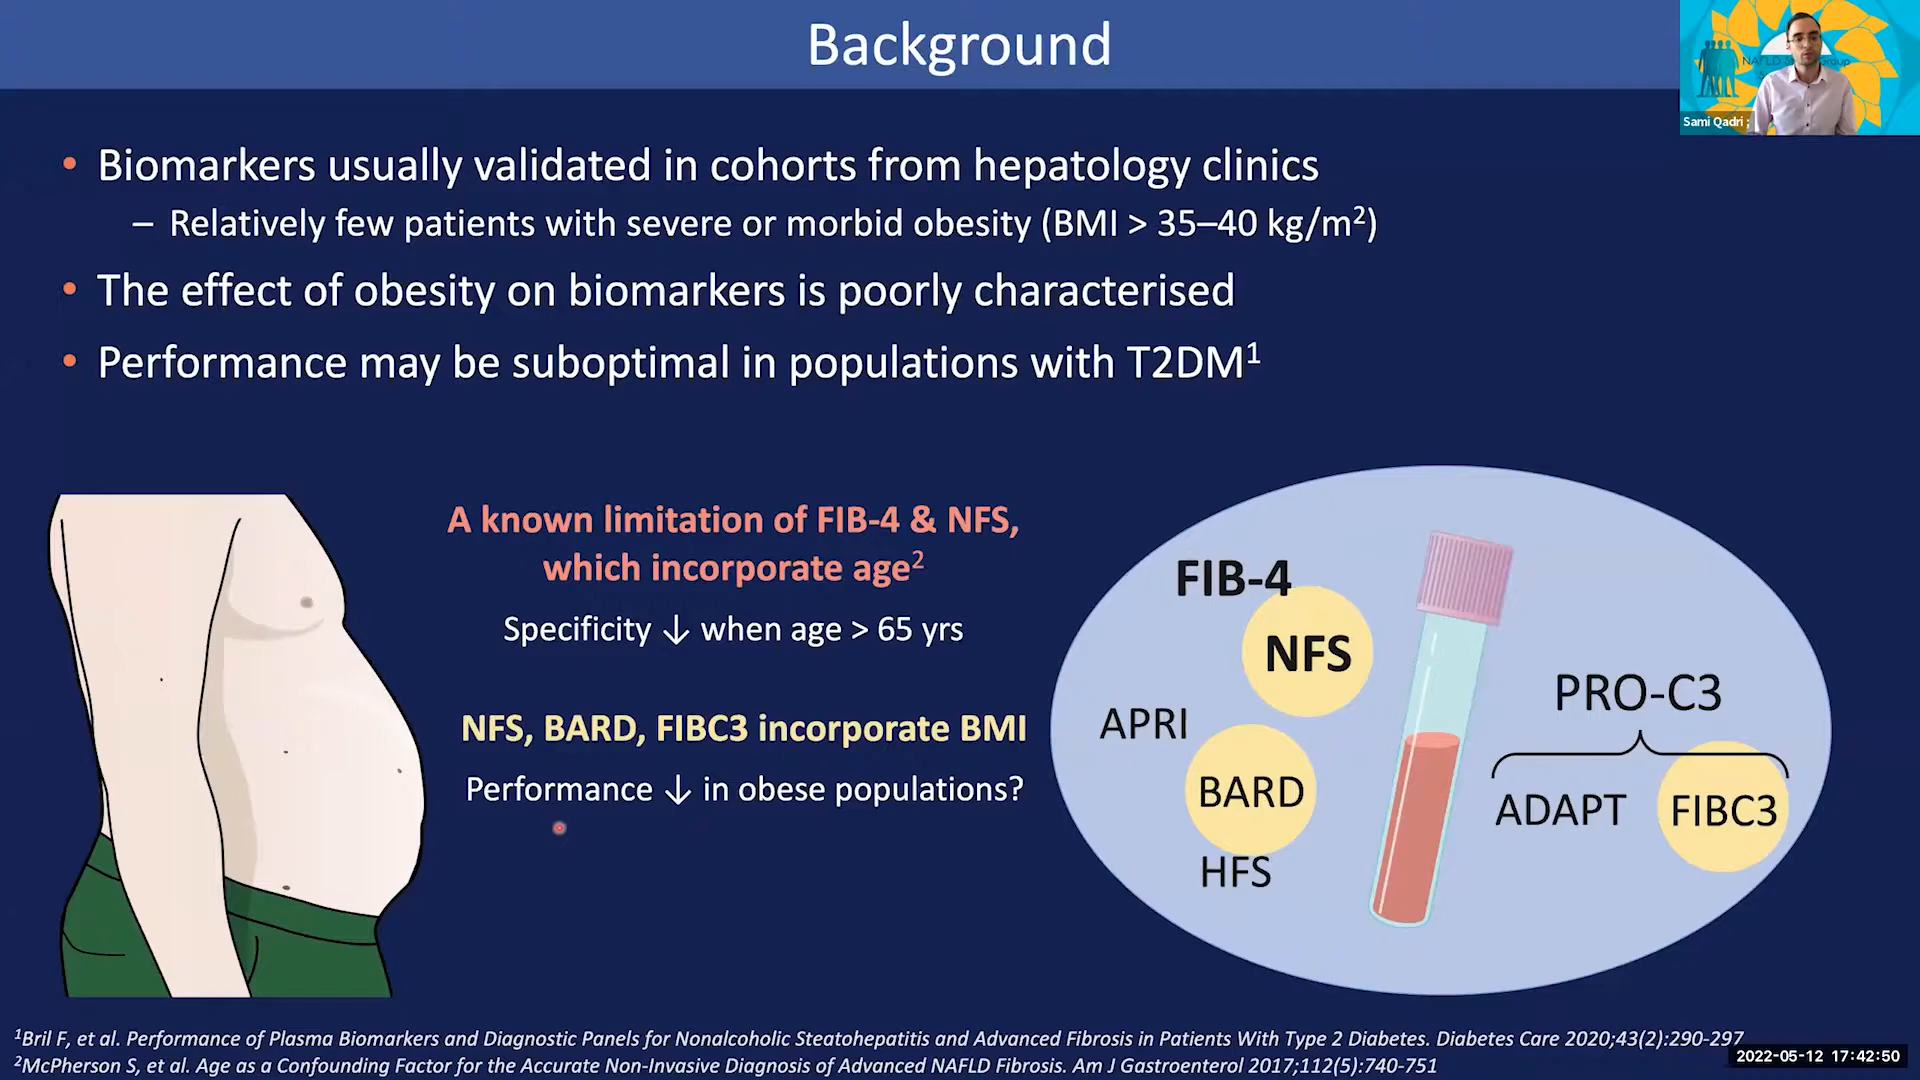 Background
NAFLD
Group
&
Sami Qadri ;
• Biomarkers usually validated in cohorts from hepatology clinics
– Relatively few patients with severe or morbid obesity (BMI > 35–40 kg/m²)
• The effect of obesity on biomarkers is poorly characterised
• Performance may be suboptimal in populations with T2DM¹
A known limitation of FIB-4 & NFS,
which incorporate age²
Specificity ↓ when age > 65 yrs
NFS, BARD, FIBC3 incorporate BMI
Performance ↓ in obese populations?
FIB-4
NFS
APRI
BARD
HFS
PRO-C3
ADAPT
FIBC3
¹Bril F, et al. Performance of Plasma Biomarkers and Diagnostic Panels for Nonalcoholic Steatohepatitis and Advanced Fibrosis in Patients With Type 2 Diabetes. Diabetes Care 2020;43(2):290-297
²McPherson S, et al. Age as a Confounding Factor for the Accurate Non-Invasive Diagnosis of Advanced NAFLD Fibrosis. Am J Gastroenterol 2017;112(5):740-751
2022-05-12 17:42:50